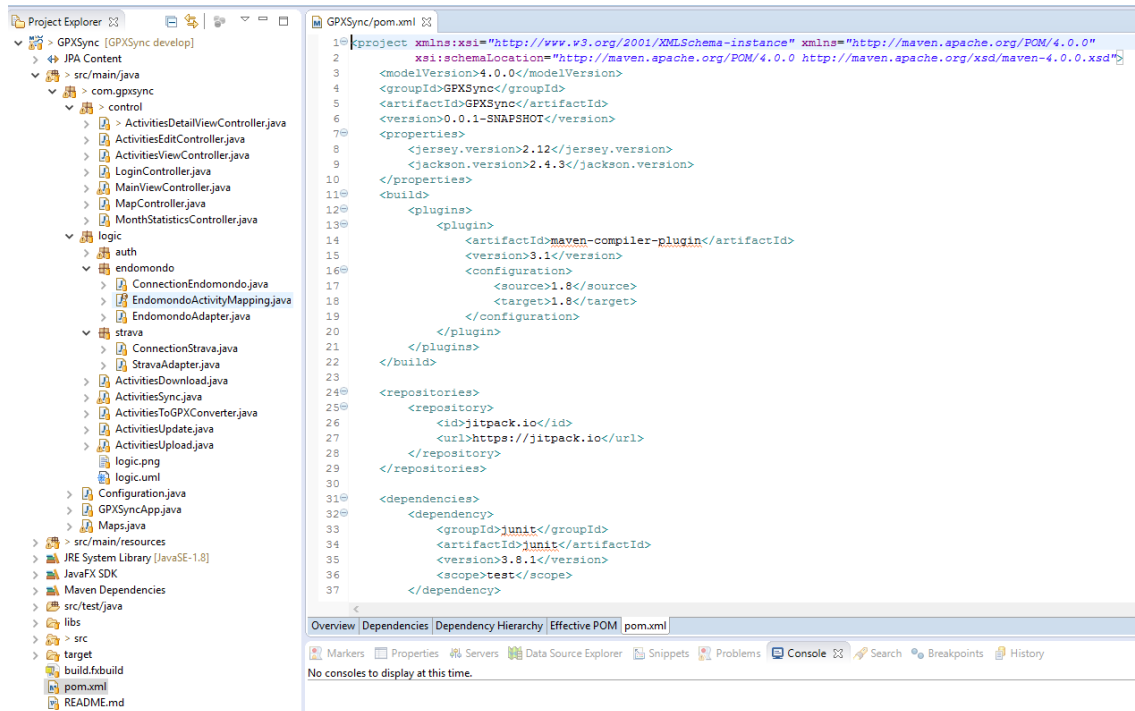 Project Explorer
GPXSync [GPXSync develop]
JPA Content
> src/main/java
> com.gpxsync
> control
> ActivitiesDetailViewController.java
ActivitiesEditController.java
ActivitiesViewController.java
LoginController.java
MainViewController.java
MapController.java
MonthStatisticsController.java
logic
auth
endomondo
ConnectionEndomondo.java
EndomondoActivityMapping.java
EndomondoAdapter.java
strava
ConnectionStrava.java
StravaAdapter.java
ActivitiesDownload.java
ActivitiesSync.java
ActivitiesToGPXConverter.java
ActivitiesUpdate.java
ActivitiesUpload.java
logic.png
logic.uml
Configuration.java
GPXSyncApp.java
Maps.java
> src/main/resources
JRE System Library [JavaSE-1.8]
JavaFX SDK
Maven Dependencies
src/test/java
libs
> src
target
build.fxbuild
pom.xml
README.md
GPXSync/pom.xml
1 <project xmlns:xsi="http://www.w3.org/2001/XMLSchema-instance" xmlns="http://maven.apache.org/POM/4.0.0"
2 xsi:schemaLocation="http://maven.apache.org/POM/4.0.0 http://maven.apache.org/xsd/maven-4.0.0.xsd">
3 <modelVersion>4.0.0</modelVersion>
4 <groupId>GPXSync</groupId>
5 <artifactId>GPXSync</artifactId>
6 <version>0.0.1-SNAPSHOT</version>
7 <properties>
8 <jersey.version>2.12</jersey.version>
9 <jackson.version>2.4.3</jackson.version>
10 </properties>
11 <build>
12 <plugins>
13 <plugin>
14 <artifactId>maven-compiler-plugin</artifactId>
15 <version>3.1</version>
16 <configuration>
17 <source>1.8</source>
18 <target>1.8</target>
19 </configuration>
20 </plugin>
21 </plugins>
22 </build>
23
24 <repositories>
25 <repository>
26 <id>jitpack.io</id>
27 <url>https://jitpack.io</url>
28 </repository>
29 </repositories>
30
31 <dependencies>
32 <dependency>
33 <groupId>junit</groupId>
34 <artifactId>junit</artifactId>
35 <version>3.8.1</version>
36 <scope>test</scope>
37 </dependency>
Overview Dependencies Dependency Hierarchy Effective POM pom.xml
Markers Properties Servers Data Source Explorer Snippets Problems Console Search Breakpoints History
No consoles to display at this time.